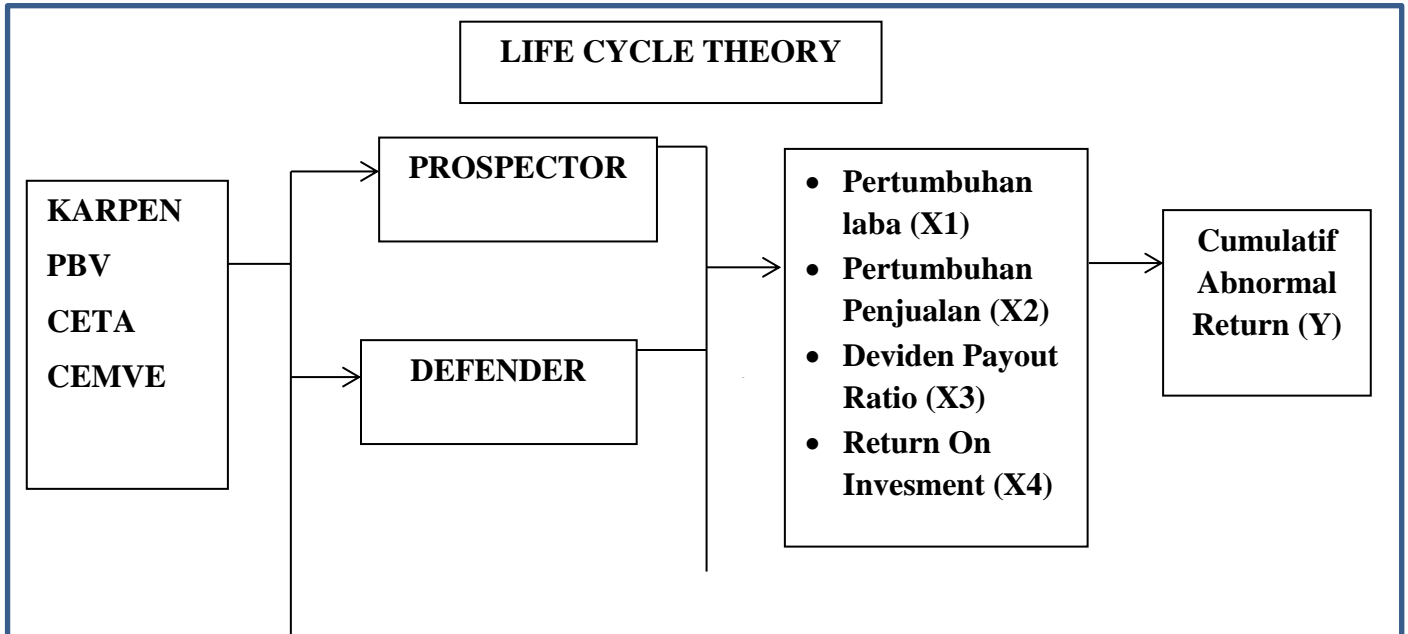 LIFE CYCLE THEORY
KARPEN
PBV
CETA
CEMVE
PROSPECTOR
DEFENDER
• Pertumbuhan
laba (X1)
• Pertumbuhan
Penjualan (X2)
• Deviden Payout
Ratio (X3)
• Return On
Invesment (X4)
Cumulatif
Abnormal
Return (Y)